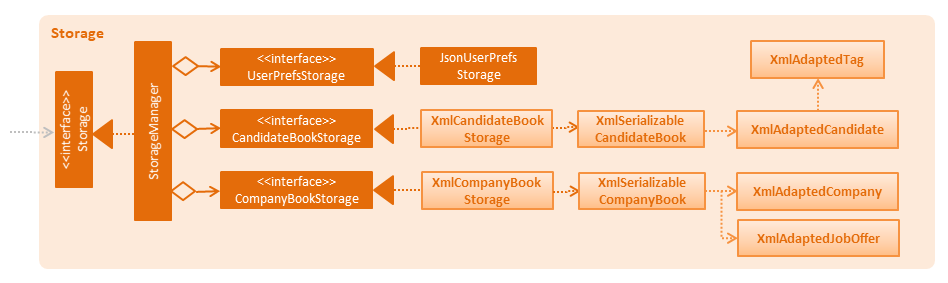 Storage
<<interface>>
Storage
StorageManager
<<interface>>
UserPrefsStorage
JsonUserPrefs
Storage
<<interface>>
CandidateBookStorage
XmlCandidateBook
Storage
XmlSerializable
CandidateBook
XmlAdaptedTag
XmlAdaptedCandidate
<<interface>>
CompanyBookStorage
XmlCompanyBook
Storage
XmlSerializable
CompanyBook
XmlAdaptedCompany
XmlAdaptedJobOffer